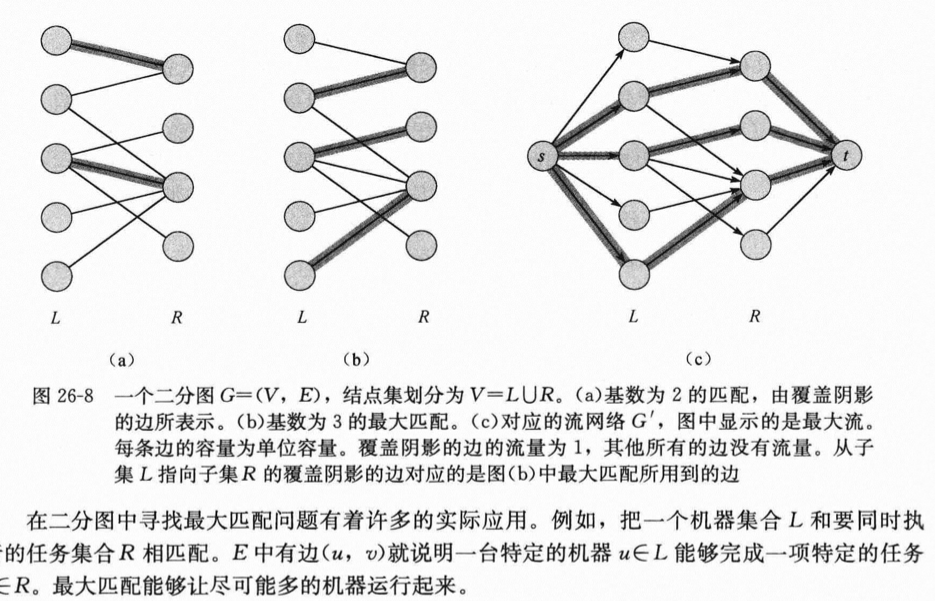 s
t
L
R
L
R
L
R
(a)
(b)
(c)
图 26-8 一个二分图 G=(V, E)，结点集划分为 V=L∪R。(a)基数为 2 的匹配，由覆盖阴影
的边所表示。(b)基数为 3 的最大匹配。(c)对应的流网络 G′，图中显示的是最大流。
每条边的容量为单位容量。覆盖阴影的边的流量为 1，其他所有的边没有流量。从子
集 L 指向子集 R 的覆盖阴影的边对应的是图(b)中最大匹配所用到的边
在二分图中寻找最大匹配问题有着许多的实际应用。例如，把一个机器集合 L 和要同时执
的任务集合 R 相匹配。E 中有边(u, v)就说明一台特定的机器 u∈L 能够完成一项特定的任务
∈R。最大匹配能够让尽可能多的机器运行起来。